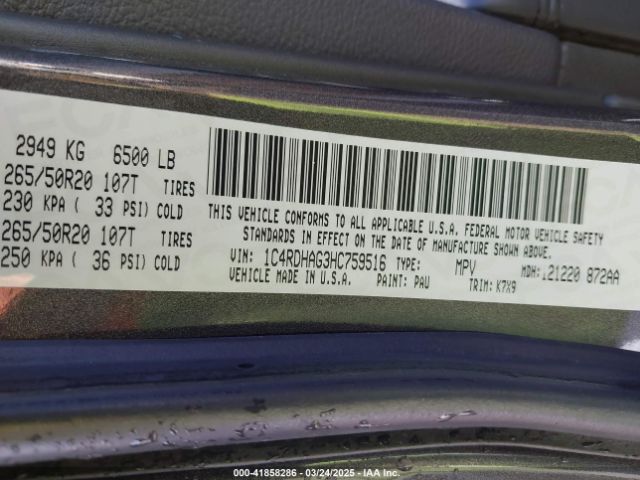 2949 KG 6500 LB
265/50R20 107T TIRES
230 KPA ( 33 PSI) COLD
265/50R20 107T TIRES
250 KPA ( 36 PSI) COLD
THIS VEHICLE CONFORMS TO ALL APPLICABLE U.S.A. FEDERAL MOTOR VEHICLE SAFETY
STANDARDS IN EFFECT ON THE DATE OF MANUFACTURE SHOWN ABOVE.
VIN: 1C4RDHAG3HC759516 TYPE: MPV MDH: 21220 872AA
VEHICLE MADE IN U.S.A. PAINT: PAU TRIM: K7X9
000-41858286 - 03/24/2025 - IAA Inc.